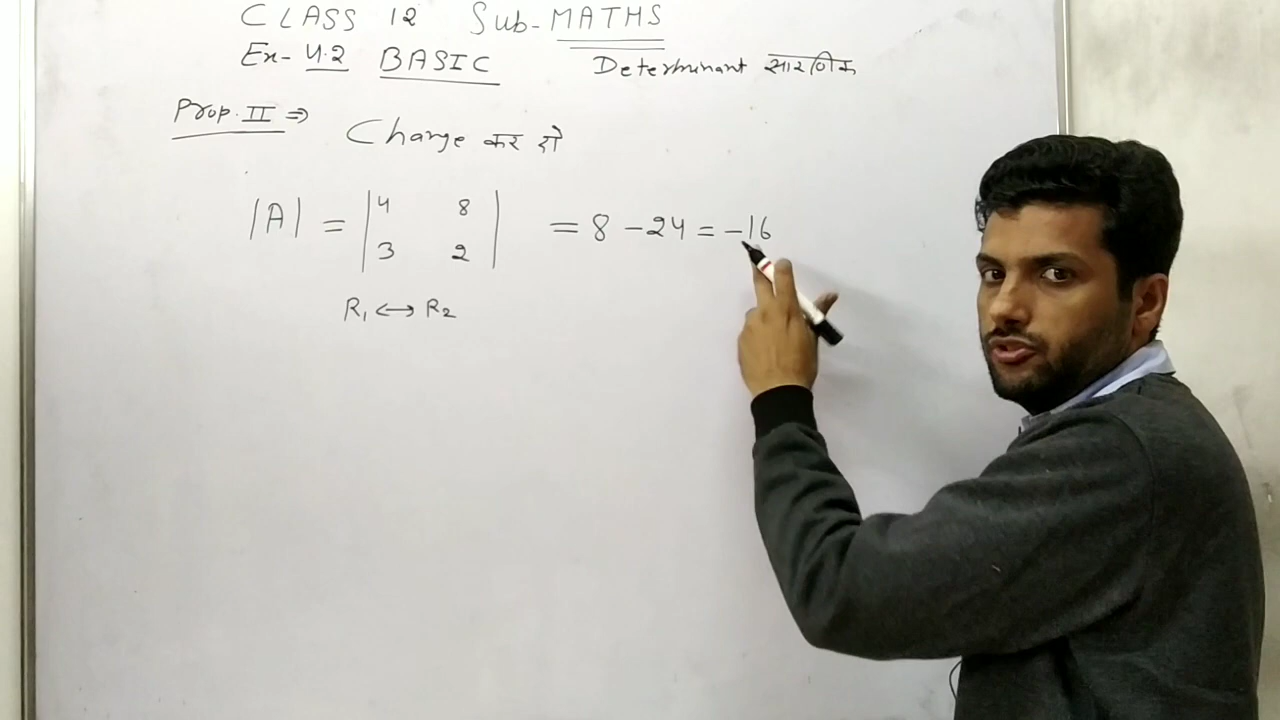 CLASS 12 Sub-MATHS
Ex- 4.2 BASIC Determinant सारणिक
Prop. II ⇒ Change कर दो
|A| = |4 8| = 8 - 24 = -16
|3 2|
R₁ ↔ R₂